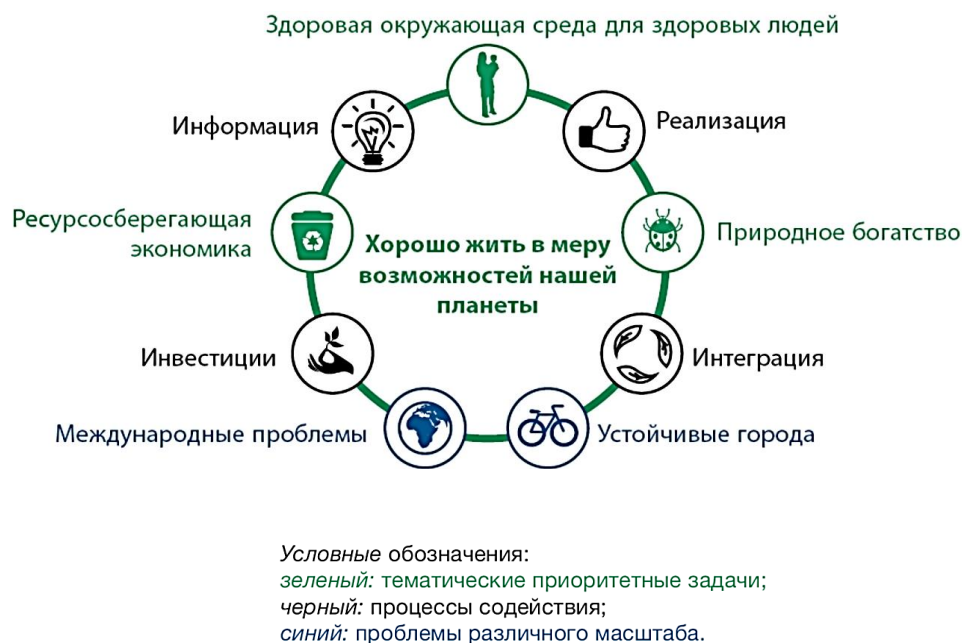 Здоровая окружающая среда для здоровых людей
Информация
Реализация
Ресурсосберегающая
экономика
Хорошо жить в меру
возможностей нашей
планеты
Природное богатство
Инвестиции
Интеграция
Международные проблемы
Устойчивые города
Условные обозначения:
зеленый: тематические приоритетные задачи;
черный: процессы содействия;
синий: проблемы различного масштаба.